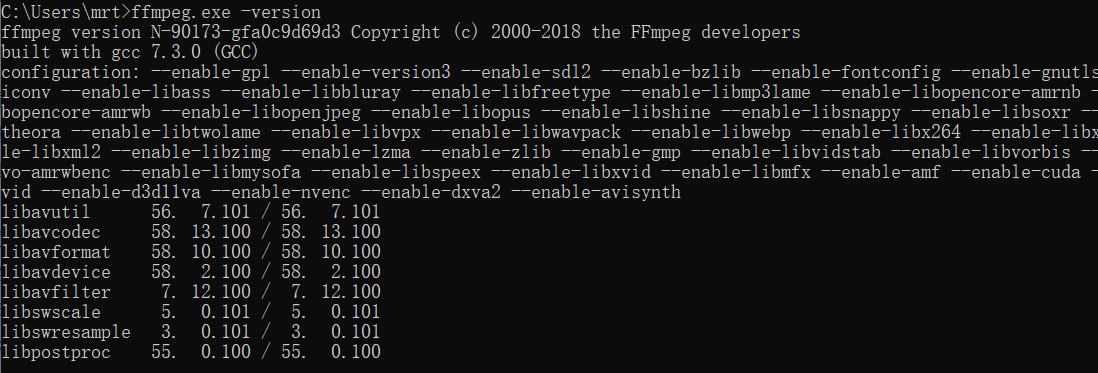 C:\Users\mrt>ffmpeg.exe -version
ffmpeg version N-90173-gfa0c9d69d3 Copyright (c) 2000-2018 the FFmpeg developers
built with gcc 7.3.0 (GCC)
configuration: --enable-gpl --enable-version3 --enable-sdl2 --enable-bzlib --enable-fontconfig --enable-gnutls
iconv --enable-libass --enable-libbluray --enable-libfreetype --enable-libmp3lame --enable-libopencore-amrnb -
bopencore-amrwb --enable-libopenjpeg --enable-libopus --enable-libshine --enable-libsnappy --enable-libsoxr --
theora --enable-libtwolame --enable-libvpx --enable-libwavpack --enable-libwebp --enable-libx264 --enable-libx
le-libxml2 --enable-libzimg --enable-lzma --enable-zlib --enable-gmp --enable-libvidstab --enable-libvorbis --
vo-amrwbenc --enable-libmysofa --enable-libspeex --enable-libxvid --enable-libmfx --enable-amf --enable-cuda -
vid --enable-d3d11va --enable-nvenc --enable-dxva2 --enable-avisynth
libavutil      56.  7.101 / 56.  7.101
libavcodec     58. 13.100 / 58. 13.100
libavformat    58. 10.100 / 58. 10.100
libavdevice    58.  2.100 / 58.  2.100
libavfilter     7. 12.100 /  7. 12.100
libswscale      5.  0.101 /  5.  0.101
libswresample   3.  0.101 /  3.  0.101
libpostproc    55.  0.100 / 55.  0.100